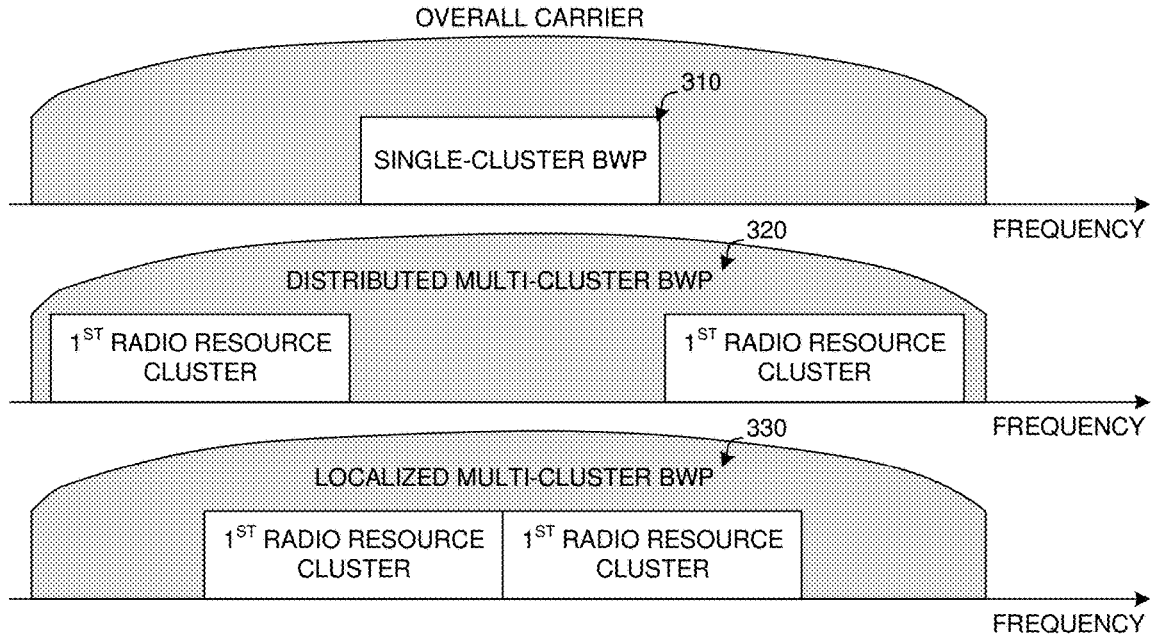 OVERALL CARRIER
310
SINGLE-CLUSTER BWP
FREQUENCY
320
DISTRIBUTED MULTI-CLUSTER BWP
1ST RADIO RESOURCE
CLUSTER
1ST RADIO RESOURCE
CLUSTER
FREQUENCY
330
LOCALIZED MULTI-CLUSTER BWP
1ST RADIO RESOURCE
CLUSTER
1ST RADIO RESOURCE
CLUSTER
FREQUENCY